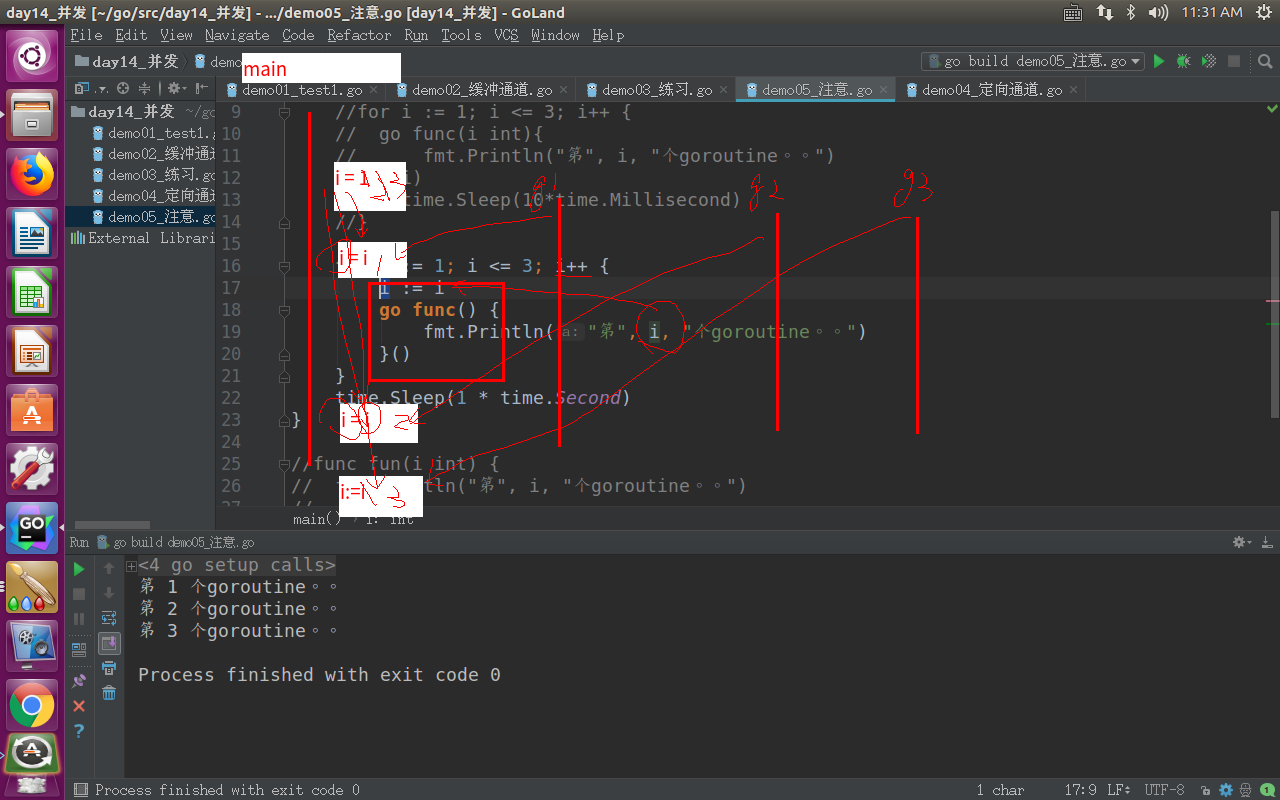 day14_并发 [~/go/src/day14_并发] - .../demo05_注意.go [day14_并发] - GoLand
11:31 AM
File Edit View Navigate Code Refactor Run Tools VCS Window Help
day14_并发 demo
main
go build demo05_注意.go
demo01_test1.go
demo02_缓冲通道.go
demo03_练习.go
demo05_注意.go
demo04_定向通道.go
day14_并发 ~/go
demo01_test1.g
demo02_缓冲通道
demo03_练习.go
demo04_定向通道
demo05_注意.go
External Librari
9 //for i := 1; i <= 3; i++ {
10 // go func(i int){
11 // fmt.Println("第", i, "个goroutine。。")
12 i = 1 2 3 i)
13 time.Sleep(10*time.Millisecond)
g1 g2 g3
14 //}
15
i = i 1
16 := 1; i <= 3; i++ {
17 i := i
18 go func() {
19 fmt.Println( a: "第", i, "个goroutine。。")
20 }()
21 }
22 time.Sleep(1 * time.Second)
23 }
i = i 2
24
25 //func fun(i int) {
26 // tln("第", i, "个goroutine。。")
i:=i 3
27 //
main() i: int
Run go build demo05_注意.go
<4 go setup calls>
第 1 个goroutine。。
第 2 个goroutine。。
第 3 个goroutine。。
Process finished with exit code 0
Process finished with exit code 0 1 char 17:9 LF UTF-8 1